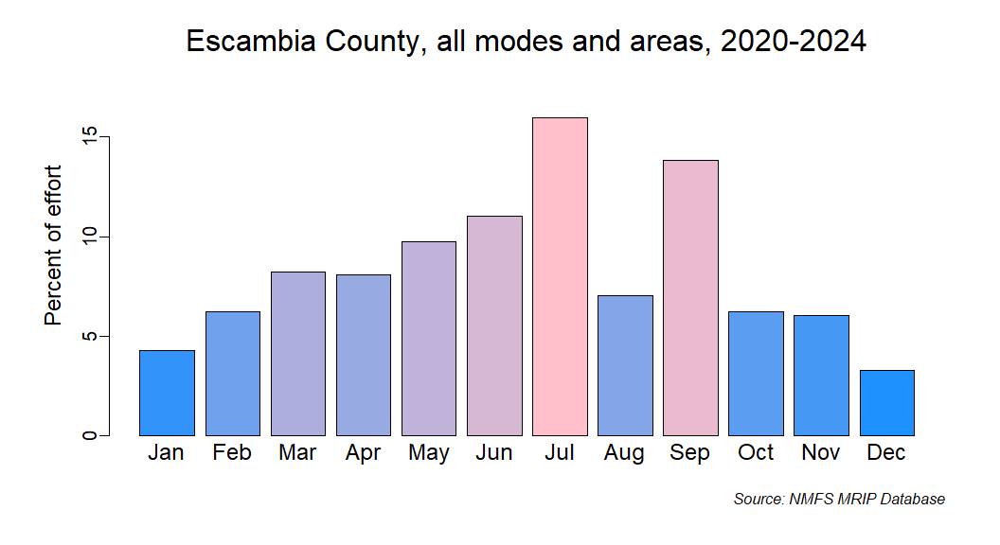 Escambia County, all modes and areas, 2020-2024
Percent of effort
15
10
5
0
Jan Feb Mar Apr May Jun Jul Aug Sep Oct Nov Dec
Source: NMFS MRIP Database